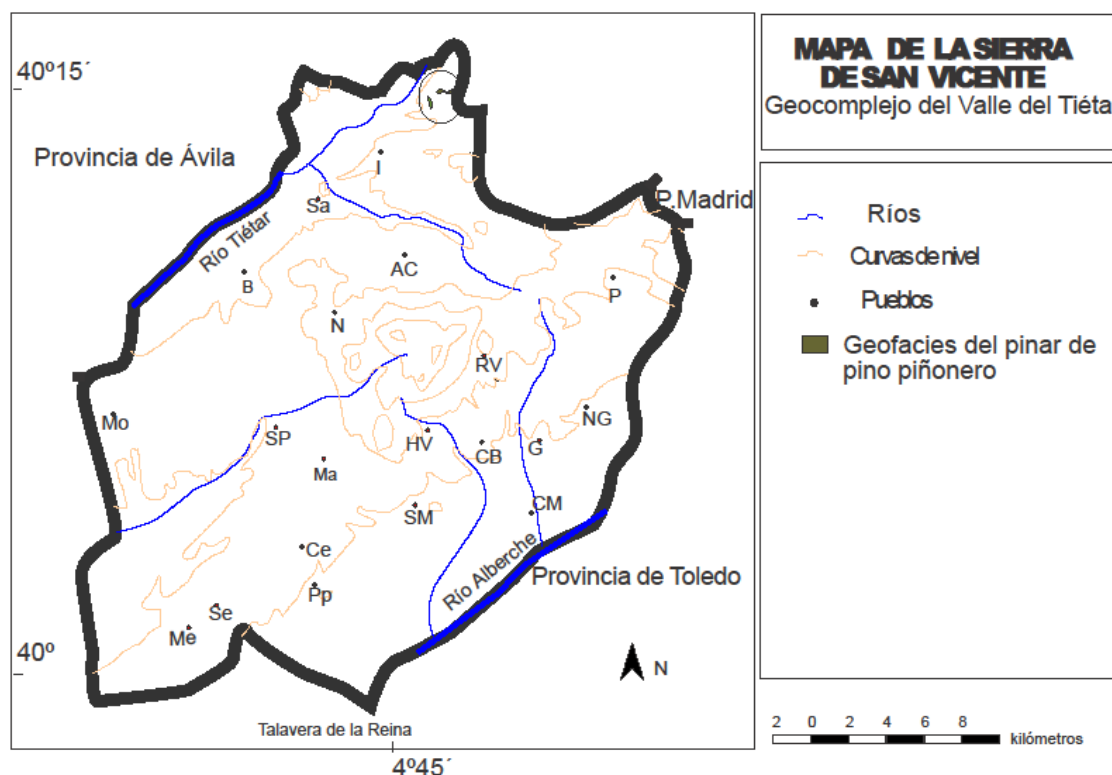 MAPA DE LA SIERRA
DE SAN VICENTE
Geocomplejo del Valle del Tiéta
40º15´
Provincia de Ávila
P.Madrid
Río Tiétar
I
Sa
AC
B
P
N
RV
Mo
NG
SP
HV
CB
G
Ma
SM
CM
Ce
Río Alberche
Provincia de Toledo
Pp
Se
Me
40º
N
Talavera de la Reina
4º45´
Ríos
Curvas de nivel
Pueblos
Geofacies del pinar de
pino piñonero
2 0 2 4 6 8
kilómetros